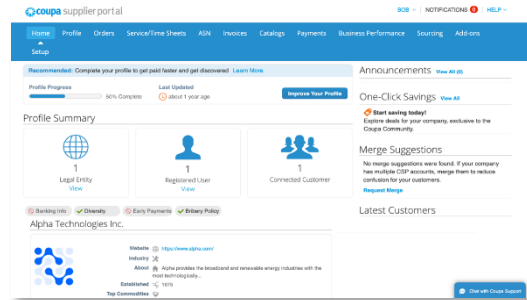 coupa supplier portal
BOB NOTIFICATIONS 0 HELP
Home Profile Orders Service/Time Sheets ASN Invoices Catalogs Payments Business Performance Sourcing Add-ons
Setup
Recommended: Complete your profile to get paid faster and get discovered Learn More
Profile Progress
50% Complete
Last Updated
about 1 year ago
Improve Your Profile
Profile Summary
1
Legal Entity
View
1
Registered User
View
1
Connected Customer
Banking Info Diversity Early Payments Bribery Policy
Alpha Technologies Inc.
Website https://www.alpha.com/
Industry
About Alpha provides the broadband and renewable energy industries with the
most technologically...
Established 1975
Top Commodities
Announcements View All (0)
One-Click Savings View All
Start saving today!
Explore deals for your company, exclusive to the
Coupa Community.
Merge Suggestions
No merge suggestions were found. If your company
has multiple CSP accounts, merge them to reduce
confusion for your customers.
Request Merge
Latest Customers
Chat with Coupa Support